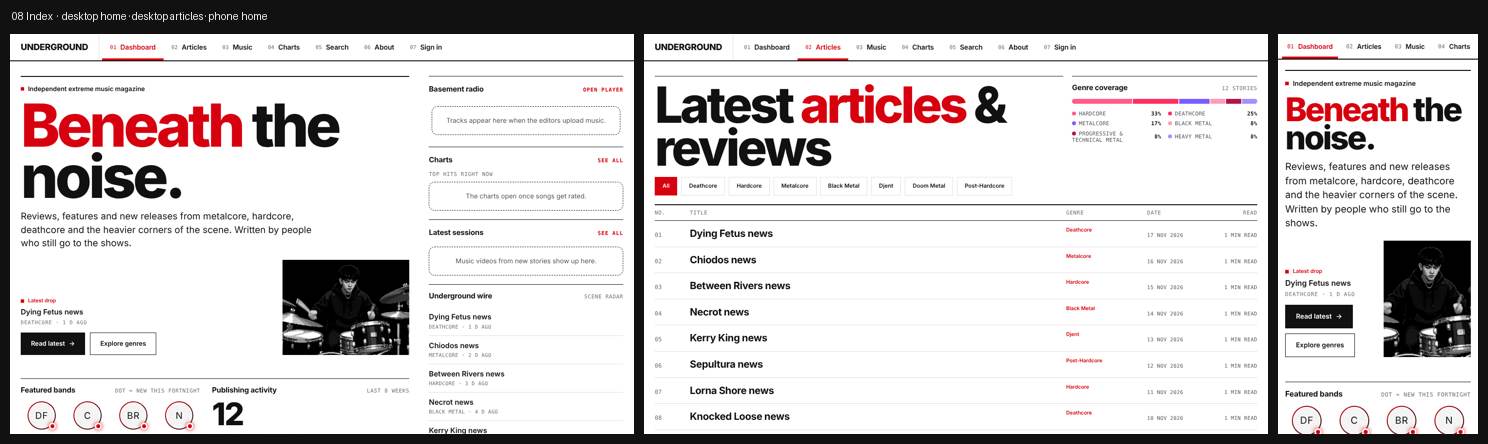 08 Index · desktop home · desktop articles · phone home
UNDERGROUND
01 Dashboard
02 Articles
03 Music
04 Charts
05 Search
06 About
07 Sign in
Independent extreme music magazine
Beneath the
noise.
Reviews, features and new releases from metalcore, hardcore,
deathcore and the heavier corners of the scene. Written by people
who still go to the shows.
Latest drop
Dying Fetus news
DEATHCORE · 1 D AGO
Read latest →
Explore genres
Featured bands
DOT = NEW THIS FORTNIGHT
DF
C
BR
N
Publishing activity
LAST 8 WEEKS
12
Basement radio
OPEN PLAYER
Tracks appear here when the editors upload music.
Charts
SEE ALL
TOP HITS RIGHT NOW
The charts open once songs get rated.
Latest sessions
SEE ALL
Music videos from new stories show up here.
Underground wire
SCENE RADAR
Dying Fetus news
DEATHCORE · 1 D AGO
Chiodos news
METALCORE · 2 D AGO
Between Rivers news
HARDCORE · 3 D AGO
Necrot news
BLACK METAL · 4 D AGO
Kerry King news
UNDERGROUND
01 Dashboard
02 Articles
03 Music
04 Charts
05 Search
06 About
07 Sign in
Latest articles &
reviews
Genre coverage
12 STORIES
HARDCORE 33%
DEATHCORE 25%
METALCORE 17%
BLACK METAL 8%
PROGRESSIVE & TECHNICAL METAL 8%
HEAVY METAL 8%
All
Deathcore
Hardcore
Metalcore
Black Metal
Djent
Doom Metal
Post-Hardcore
NO. TITLE GENRE DATE READ
01 Dying Fetus news Deathcore 17 NOV 2026 1 MIN READ
02 Chiodos news Metalcore 16 NOV 2026 1 MIN READ
03 Between Rivers news Hardcore 15 NOV 2026 1 MIN READ
04 Necrot news Black Metal 14 NOV 2026 1 MIN READ
05 Kerry King news Djent 13 NOV 2026 1 MIN READ
06 Sepultura news Post-Hardcore 12 NOV 2026 1 MIN READ
07 Lorna Shore news Hardcore 11 NOV 2026 1 MIN READ
08 Knocked Loose news Deathcore 10 NOV 2026 1 MIN READ
01 Dashboard
02 Articles
03 Music
04 Charts
Independent extreme music magazine
Beneath the
noise.
Reviews, features and new releases
from metalcore, hardcore, deathcore
and the heavier corners of the scene.
Written by people who still go to the
shows.
Latest drop
Dying Fetus news
DEATHCORE · 1 D AGO
Read latest →
Explore genres
Featured bands
DOT = NEW THIS FORTNIGHT
DF
C
BR
N